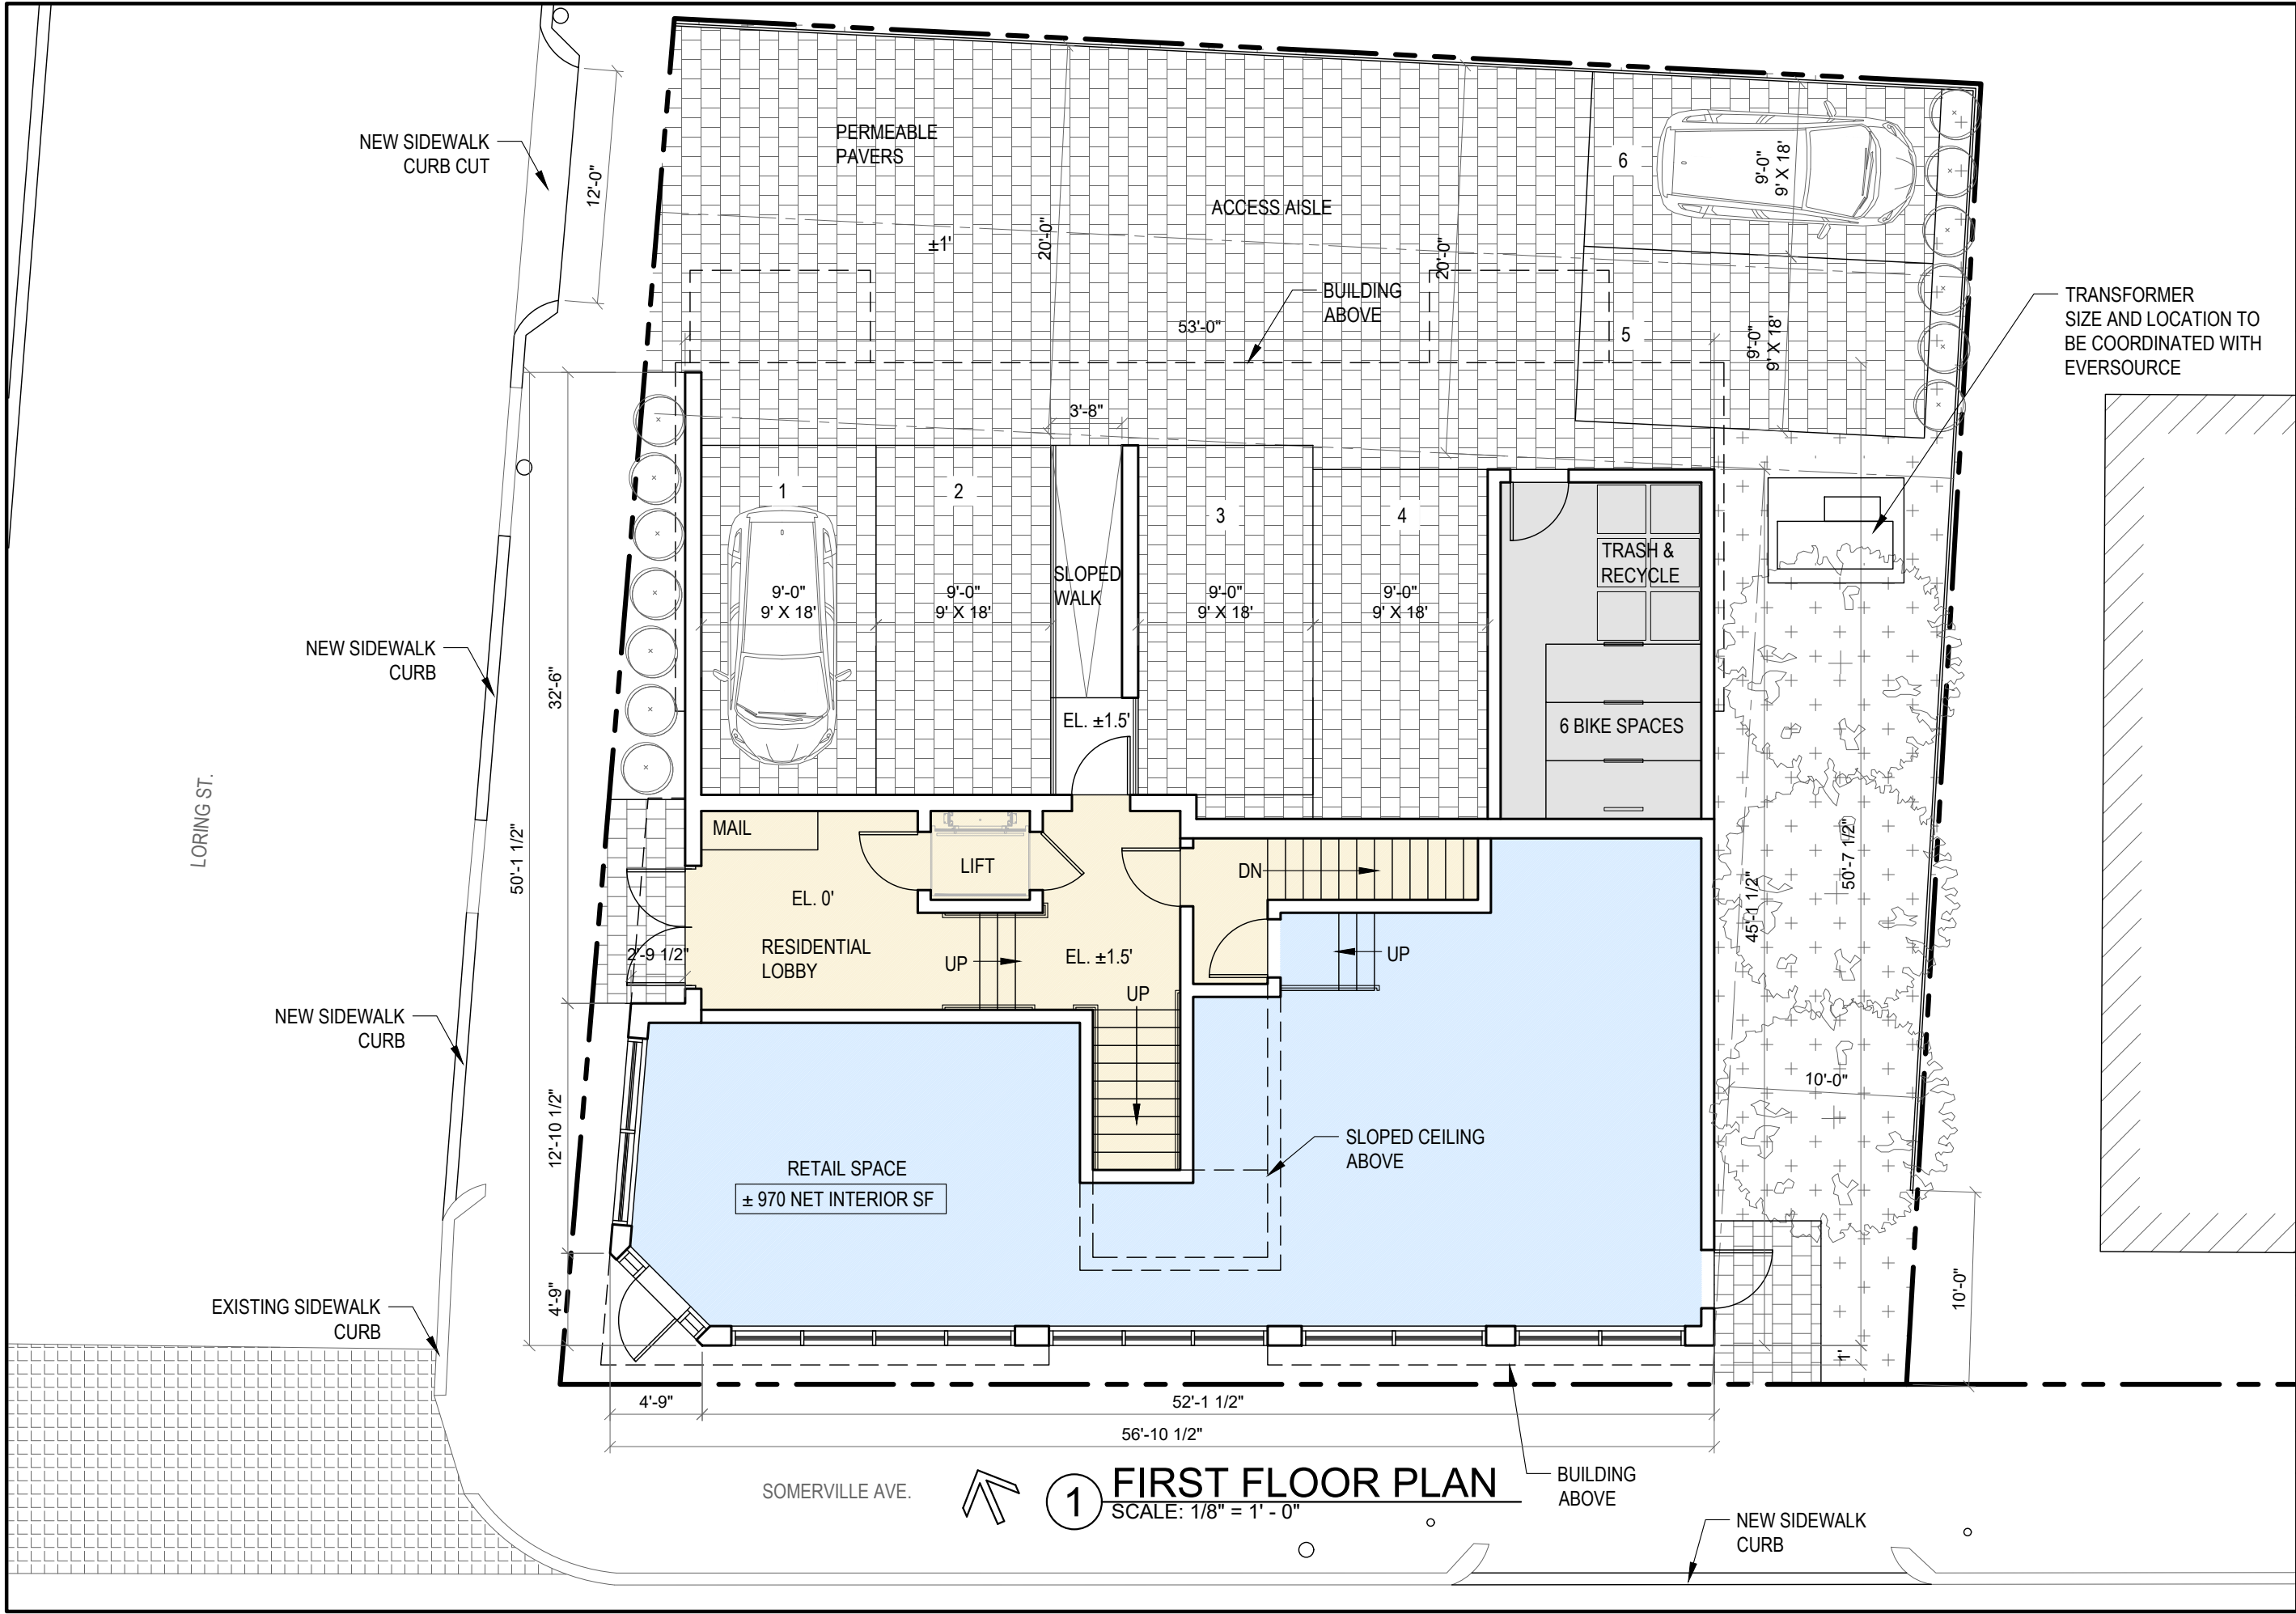 NEW SIDEWALK
CURB CUT
12'-0"
PERMEABLE
PAVERS
±1'
20'-0"
ACCESS AISLE
20'-0"
6
9'-0"
9' X 18'
BUILDING
ABOVE
53'-0"
5
9'-0"
9' X 18'
TRANSFORMER
SIZE AND LOCATION TO
BE COORDINATED WITH
EVERSOURCE
3'-8"
1
2
3
4
9'-0"
9' X 18'
9'-0"
9' X 18'
SLOPED
WALK
9'-0"
9' X 18'
9'-0"
9' X 18'
TRASH &
RECYCLE
NEW SIDEWALK
CURB
32'-6"
EL. ±1.5'
6 BIKE SPACES
LORING ST.
50'-1 1/2"
MAIL
LIFT
DN
EL. 0'
45'-1 1/2"
50'-7 1/2"
RESIDENTIAL
LOBBY
2'-9 1/2"
UP
EL. ±1.5'
UP
UP
NEW SIDEWALK
CURB
12'-10 1/2"
10'-0"
SLOPED CEILING
ABOVE
RETAIL SPACE
± 970 NET INTERIOR SF
EXISTING SIDEWALK
CURB
4'-9"
10'-0"
1'
4'-9"
52'-1 1/2"
56'-10 1/2"
SOMERVILLE AVE.
1
FIRST FLOOR PLAN
SCALE: 1/8" = 1' - 0"
BUILDING
ABOVE
NEW SIDEWALK
CURB